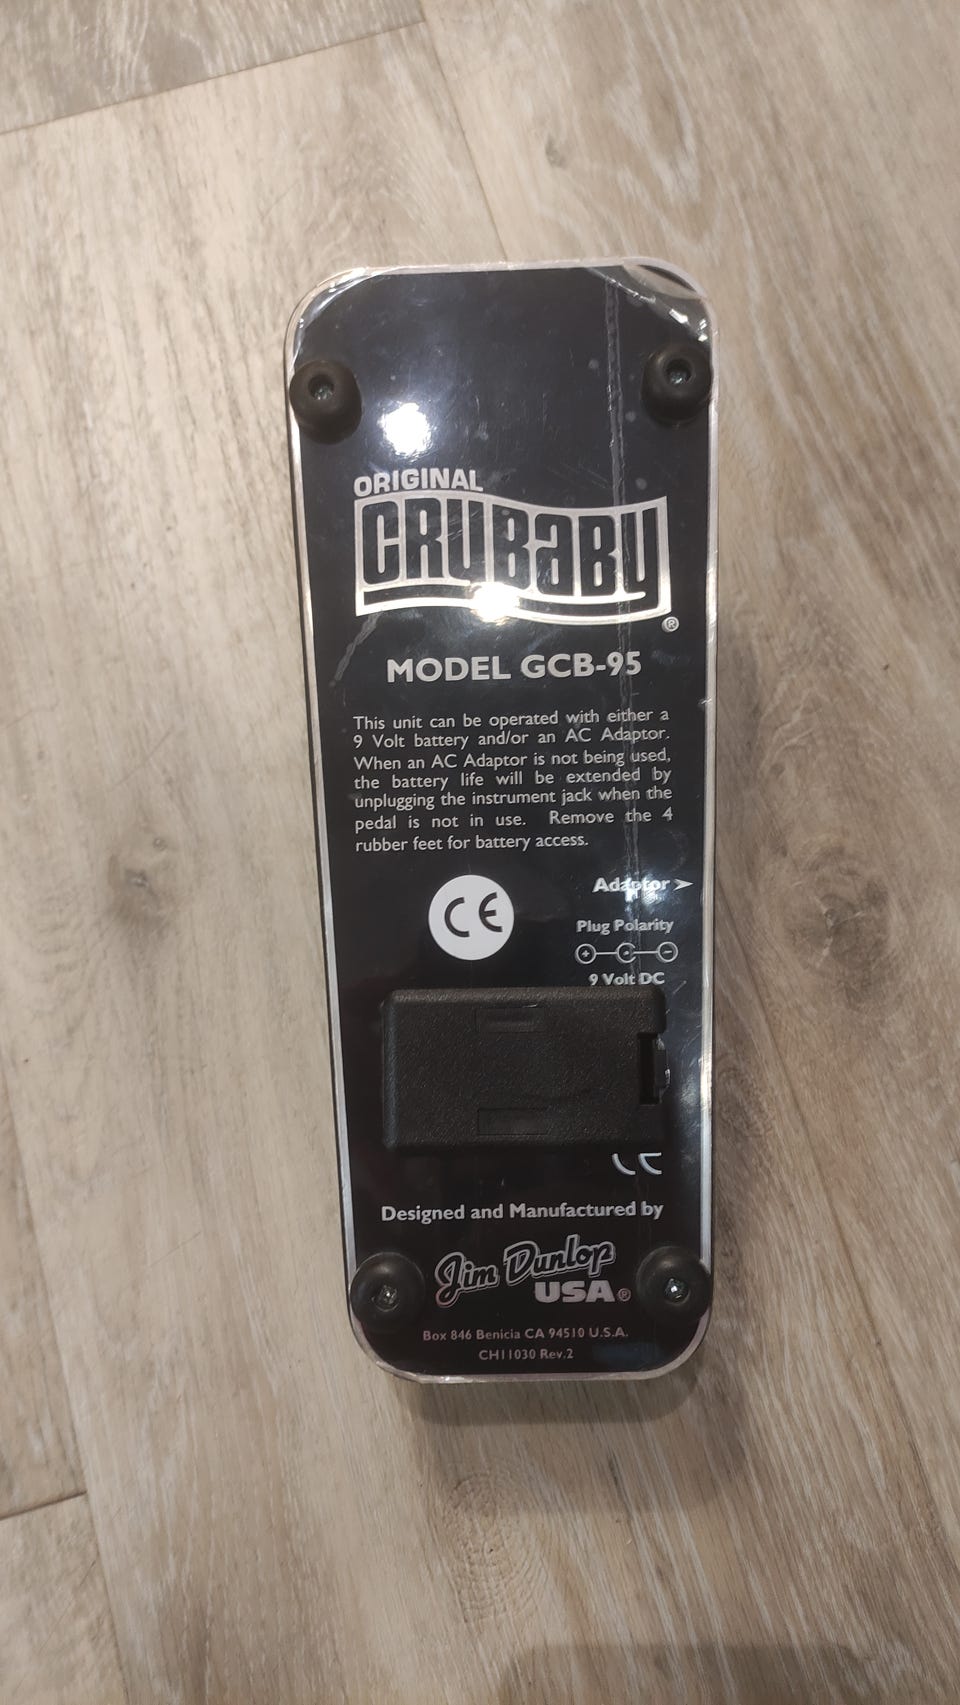 ORIGINAL
CRYBABY
®
MODEL GCB-95
This unit can be operated with either a
9 Volt battery and/or an AC Adaptor.
When an AC Adaptor is not being used,
the battery life will be extended by
unplugging the instrument jack when the
pedal is not in use. Remove the 4
rubber feet for battery access.
CE
Adaptor
Plug Polarity
+ - −
9 Volt DC
Designed and Manufactured by
Jim Dunlop
USA®
Box 846 Benicia CA 94510 U.S.A.
CH11030 Rev.2